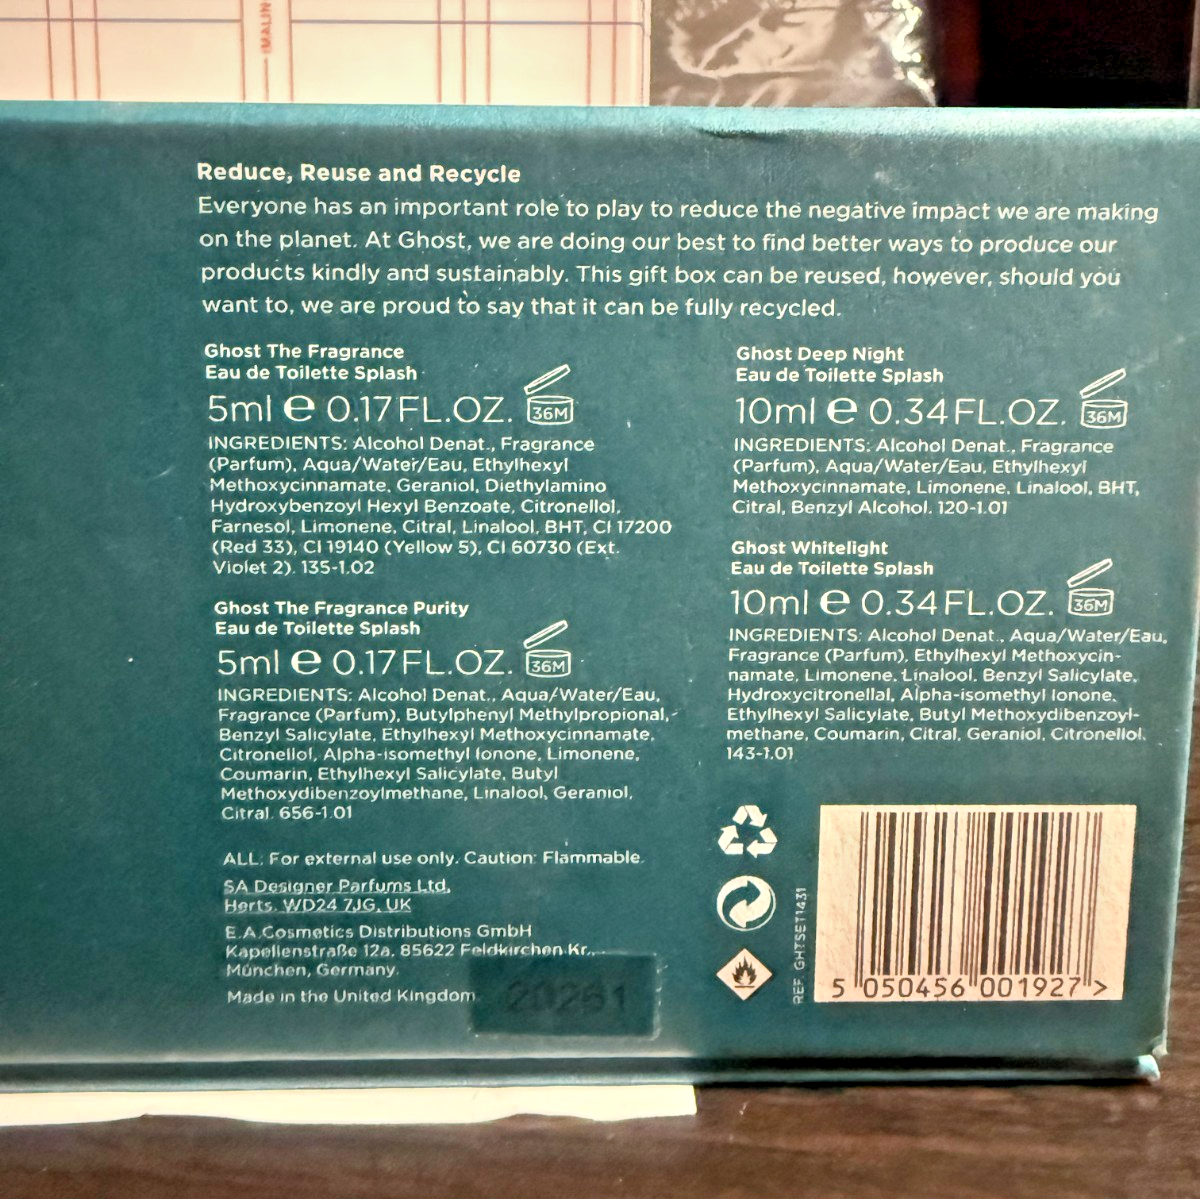 MALIN
Reduce, Reuse and Recycle
Everyone has an important role to play to reduce the negative impact we are making
on the planet. At Ghost, we are doing our best to find better ways to produce our
products kindly and sustainably. This gift box can be reused, however, should you
want to, we are proud to say that it can be fully recycled.
Ghost The Fragrance
Eau de Toilette Splash
5ml e 0.17FL.OZ. 36M
INGREDIENTS: Alcohol Denat., Fragrance
(Parfum), Aqua/Water/Eau, Ethylhexyl
Methoxycinnamate, Geraniol, Diethylamino
Hydroxybenzoyl Hexyl Benzoate, Citronellol,
Farnesol, Limonene, Citral, Linalool, BHT, CI 17200
(Red 33), CI 19140 (Yellow 5), CI 60730 (Ext.
Violet 2). 135-1.02
Ghost The Fragrance Purity
Eau de Toilette Splash
5ml e 0.17FL.OZ. 36M
INGREDIENTS: Alcohol Denat., Aqua/Water/Eau,
Fragrance (Parfum), Butylphenyl Methylpropional,
Benzyl Salicylate, Ethylhexyl Methoxycinnamate,
Citronellol, Alpha-isomethyl Ionone, Limonene,
Coumarin, Ethylhexyl Salicylate, Butyl
Methoxydibenzoylmethane, Linalool, Geraniol,
Citral. 656-1.01
ALL: For external use only. Caution: Flammable.
SA Designer Parfums Ltd,
Herts. WD24 7JG, UK
E.A.Cosmetics Distributions GmbH
Kapellenstraße 12a, 85622 Feldkirchen Kr.
München, Germany.
Made in the United Kingdom
20261
Ghost Deep Night
Eau de Toilette Splash
10ml e 0.34FL.OZ. 36M
INGREDIENTS: Alcohol Denat., Fragrance
(Parfum), Aqua/Water/Eau, Ethylhexyl
Methoxycinnamate, Limonene, Linalool, BHT,
Citral, Benzyl Alcohol. 120-1.01
Ghost Whitelight
Eau de Toilette Splash
10ml e 0.34FL.OZ. 36M
INGREDIENTS: Alcohol Denat., Aqua/Water/Eau,
Fragrance (Parfum), Ethylhexyl Methoxycin-
namate, Limonene, Linalool, Benzyl Salicylate,
Hydroxycitronellal, Alpha-isomethyl Ionone,
Ethylhexyl Salicylate, Butyl Methoxydibenzoyl-
methane, Coumarin, Citral, Geraniol, Citronellol.
143-1.01
REF. GHTSET1431
5 050456 001927 >